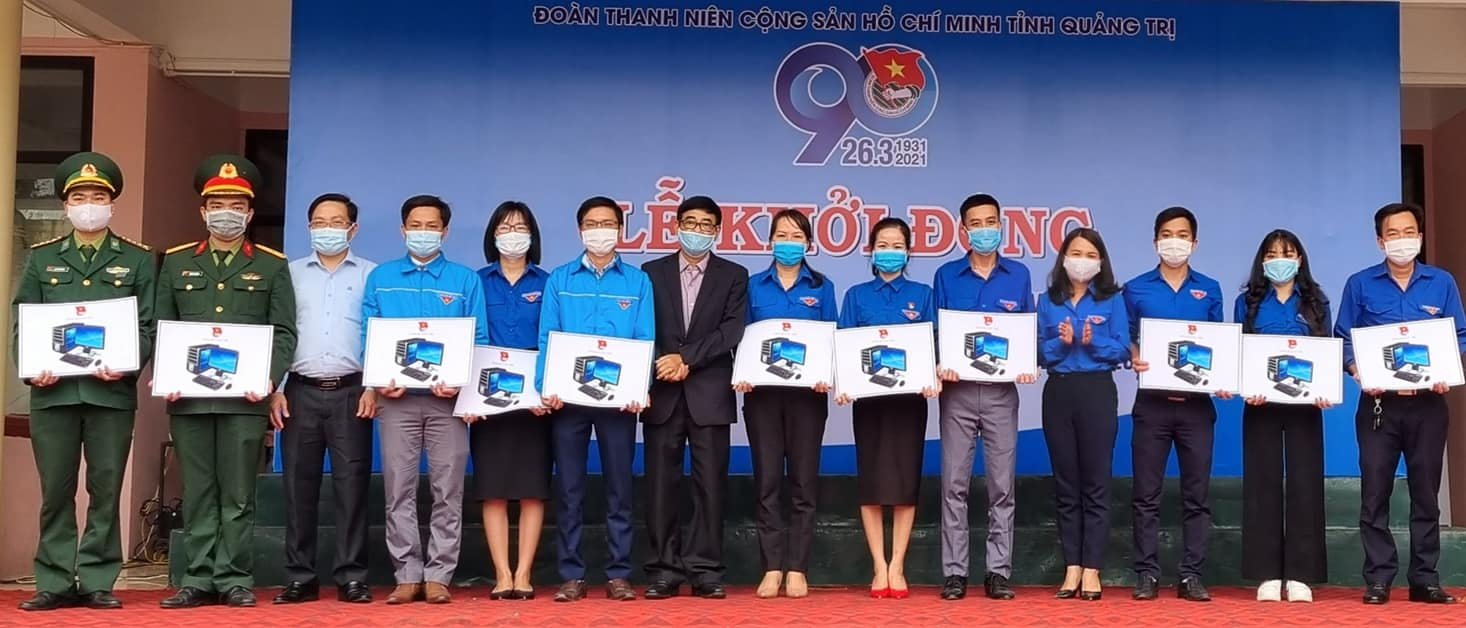 ĐOÀN THANH NIÊN CỘNG SẢN HỒ CHÍ MINH TỈNH QUẢNG TRỊ
90
26.3
1931
2021
LỄ KHỞI ĐỘNG